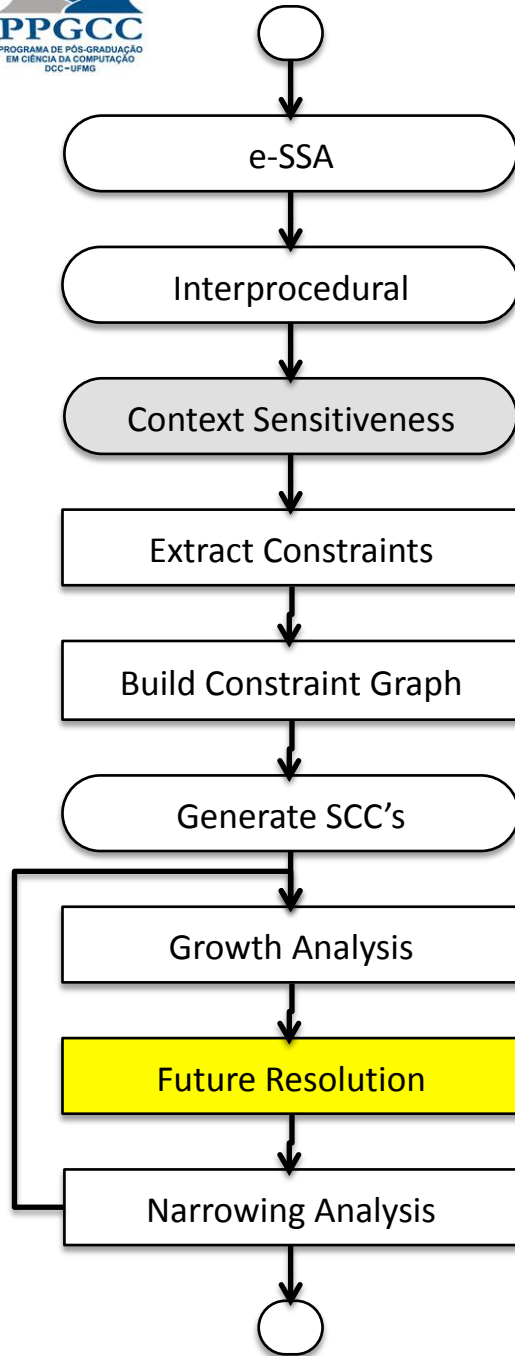 PPGCC
PROGRAMA DE PÓS-GRADUAÇÃO
EM CIÊNCIA DA COMPUTAÇÃO
DCC-UFMG
e-SSA
Interprocedural
Context Sensitiveness
Extract Constraints
Build Constraint Graph
Generate SCC’s
Growth Analysis
Future Resolution
Narrowing Analysis